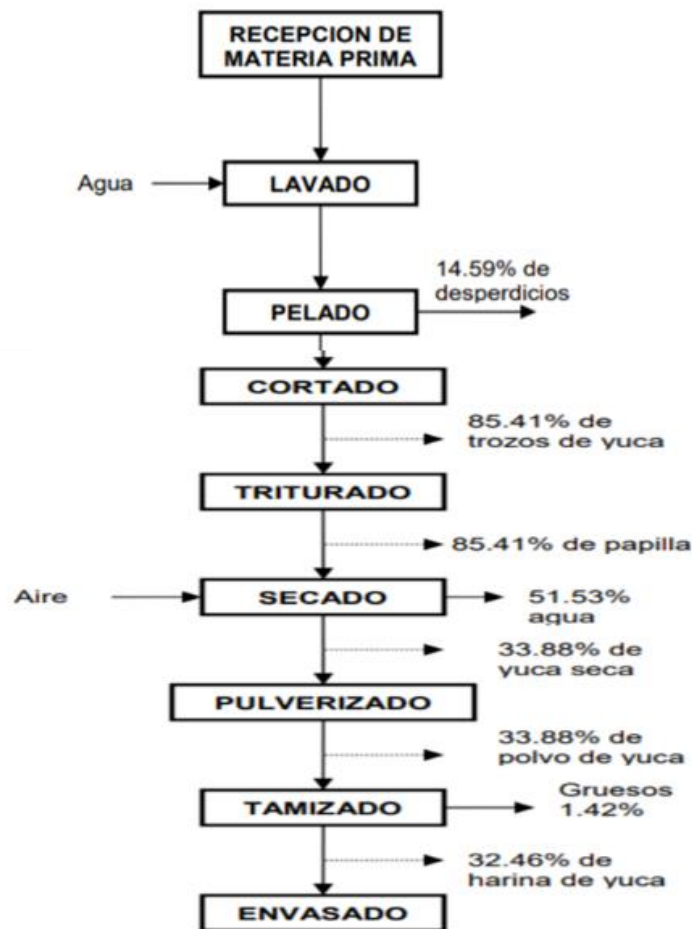 RECEPCION DE
MATERIA PRIMA
Agua
LAVADO
14.59% de
desperdicios
PELADO
CORTADO
85.41% de
trozos de yuca
TRITURADO
85.41% de papilla
Aire
SECADO
51.53%
agua
33.88% de
yuca seca
PULVERIZADO
33.88% de
polvo de yuca
Gruesos
1.42%
TAMIZADO
32.46% de
harina de yuca
ENVASADO